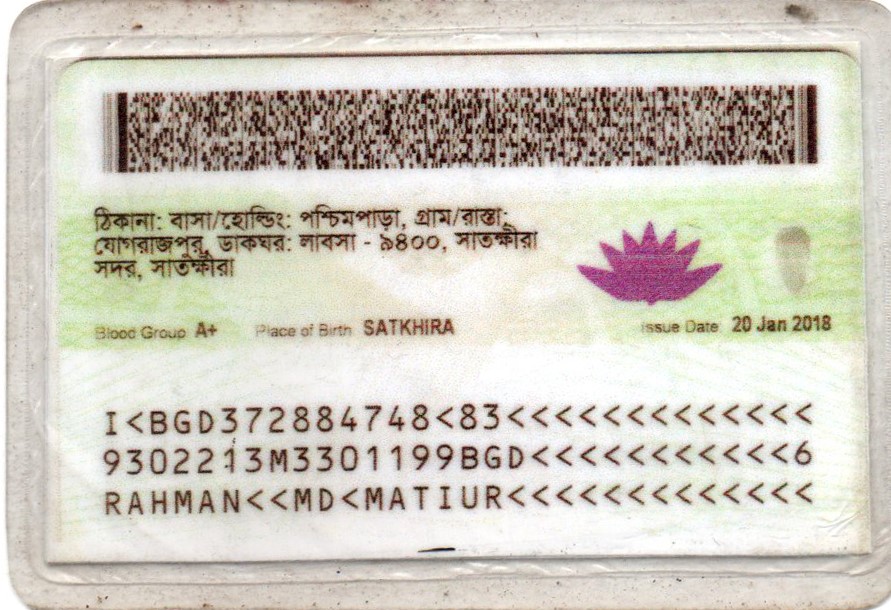 ঠিকানা: বাসা/হোল্ডিং: পশ্চিমপাড়া, গ্রাম/রাস্তা:
যোগরাজপুর, ডাকঘর: লাবসা - ৯৪০০, সাতক্ষীরা
সদর, সাতক্ষীরা
Blood Group A+ Place of Birth SATKHIRA Issue Date 20 Jan 2018
I<BGD372884748<83<<<<<<<<<<<<<
9302213M3301199BGD<<<<<<<<<<<6
RAHMAN<<MD<MATIUR<<<<<<<<<<<<<